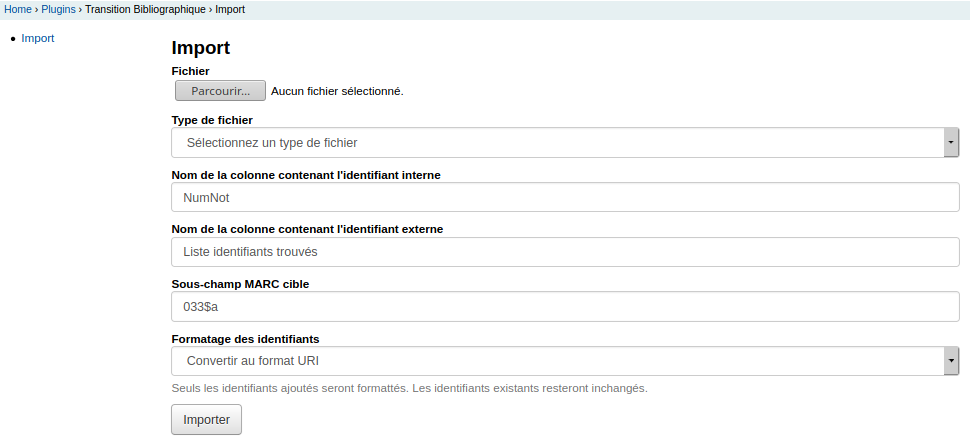 Home › Plugins › Transition Bibliographique › Import
Import
Import
Fichier
Parcourir... Aucun fichier sélectionné.
Type de fichier
Sélectionnez un type de fichier
Nom de la colonne contenant l'identifiant interne
NumNot
Nom de la colonne contenant l'identifiant externe
Liste identifiants trouvés
Sous-champ MARC cible
033$a
Formatage des identifiants
Convertir au format URI
Seuls les identifiants ajoutés seront formattés. Les identifiants existants resteront inchangés.
Importer